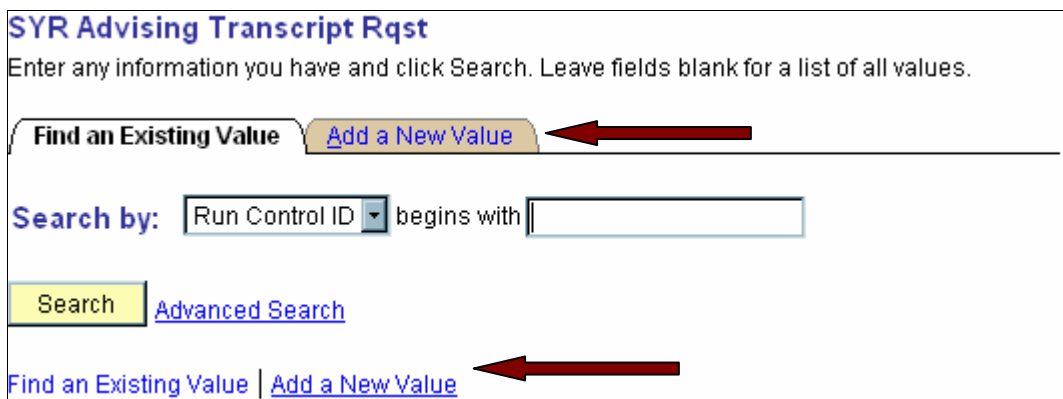 SYR Advising Transcript Rqst
Enter any information you have and click Search. Leave fields blank for a list of all values.
Find an Existing Value Add a New Value
Search by: Run Control ID begins with
Search Advanced Search
Find an Existing Value | Add a New Value